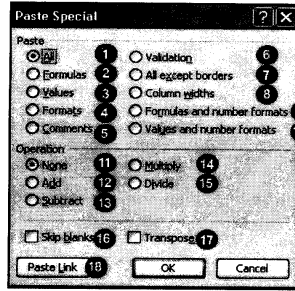 Paste Special
Paste
All 1 Validation 6
Formulas 2 All except borders 7
Values 3 Column widths 8
Formats 4 Formulas and number formats
Comments 5 Values and number formats
Operation
None 11 Multiply 14
Add 12 Divide 15
Subtract 13
Skip blanks 16 Transpose 17
Paste Link 18 OK Cancel